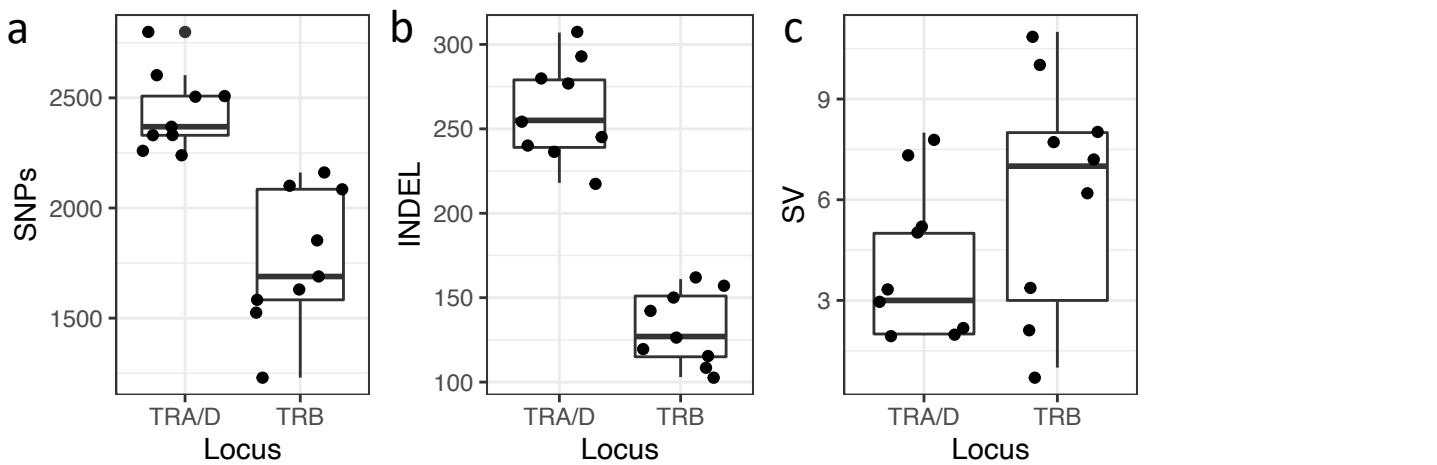 a
SNPs
2500
2000
1500
TRA/D TRB
Locus
b
INDEL
300
250
200
150
100
TRA/D TRB
Locus
c
SV
9
6
3
TRA/D TRB
Locus